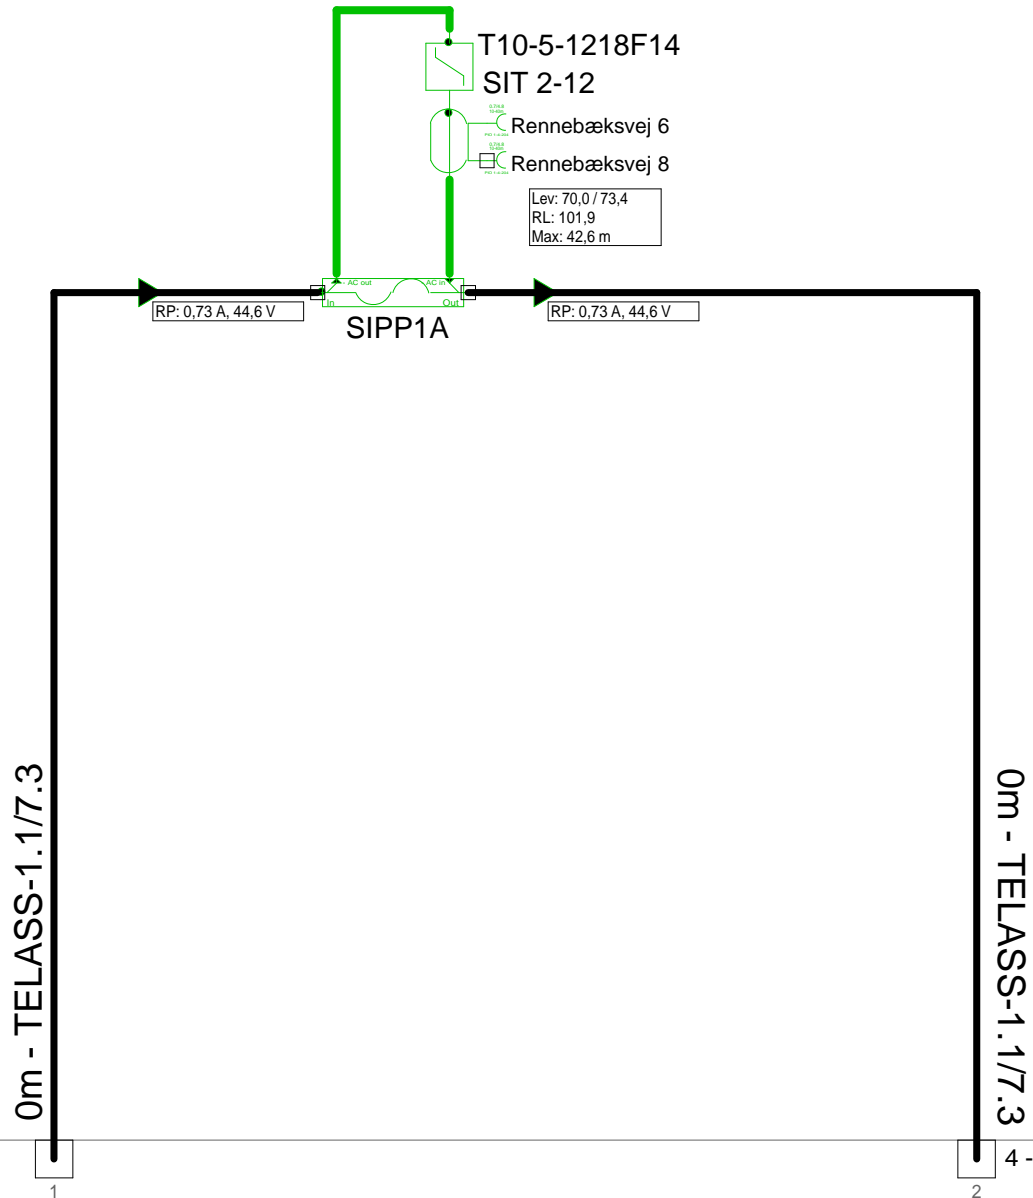 T10-5-1218F14
SIT 2-12
Rennebæksvej 6
Rennebæksvej 8
Lev: 70,0 / 73,4
RL: 101,9
Max: 42,6 m
- AC out
AC in
In
Out
RP: 0,73 A, 44,6 V
RP: 0,73 A, 44,6 V
SIPP1A
0m - TELASS-1.1/7.3
0m - TELASS-1.1/7.3
4 -
1
2